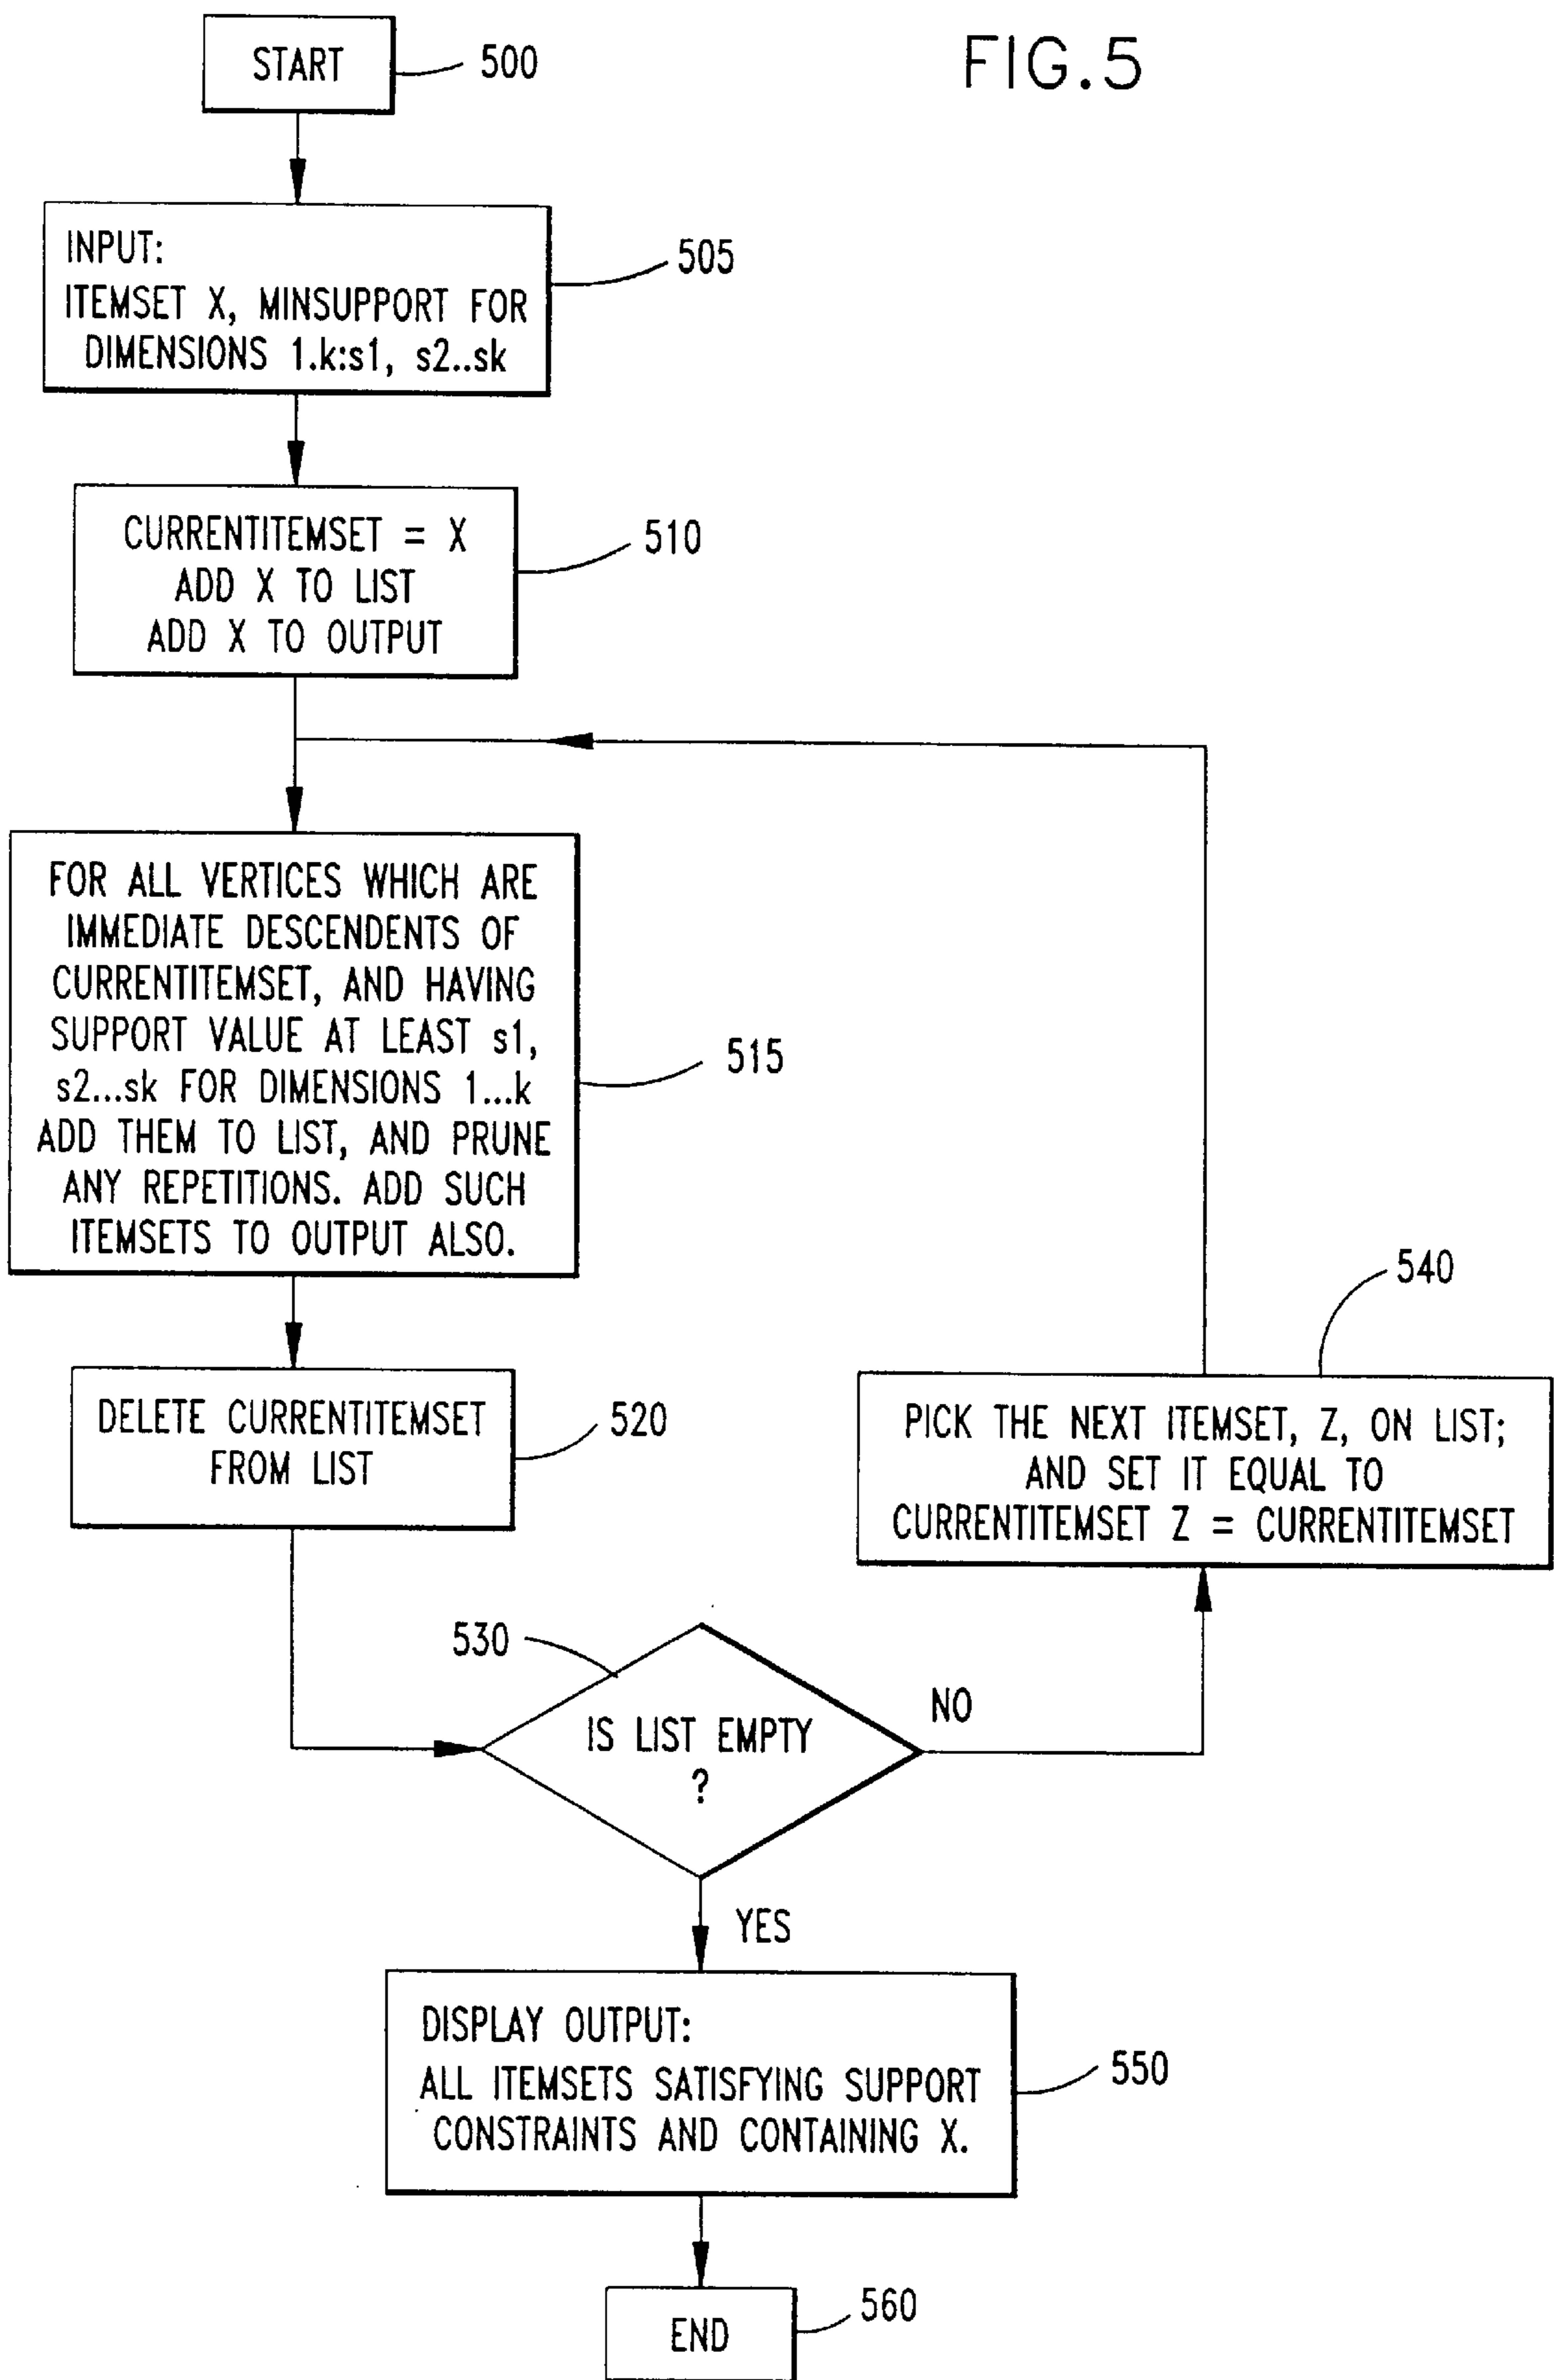 FIG.5
START
500
INPUT:
ITEMSET X, MINSUPPORT FOR
DIMENSIONS 1.k:s1, s2..sk
505
CURRENTITEMSET = X
ADD X TO LIST
ADD X TO OUTPUT
510
FOR ALL VERTICES WHICH ARE
IMMEDIATE DESCENDENTS OF
CURRENTITEMSET, AND HAVING
SUPPORT VALUE AT LEAST s1,
s2...sk FOR DIMENSIONS 1...k
ADD THEM TO LIST, AND PRUNE
ANY REPETITIONS. ADD SUCH
ITEMSETS TO OUTPUT ALSO.
515
DELETE CURRENTITEMSET
FROM LIST
520
540
PICK THE NEXT ITEMSET, Z, ON LIST;
AND SET IT EQUAL TO
CURRENTITEMSET Z = CURRENTITEMSET
530
IS LIST EMPTY
?
NO
YES
DISPLAY OUTPUT:
ALL ITEMSETS SATISFYING SUPPORT
CONSTRAINTS AND CONTAINING X.
550
END
560